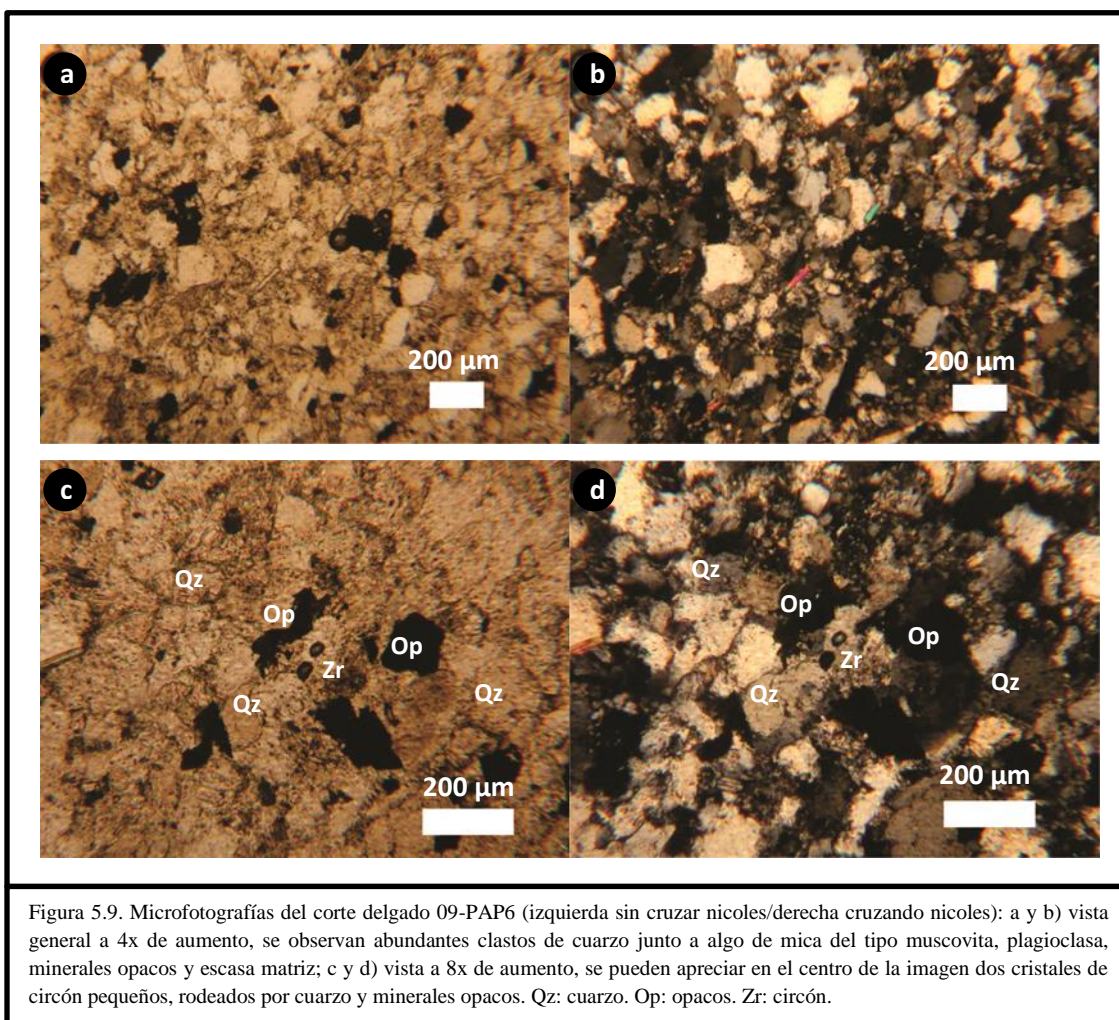 a
b
200 µm
200 µm
c
d
Qz
Op
Op
Zr
Qz
Qz
200 µm
Qz
Op
Op
Zr
Qz
Qz
200 µm
Figura 5.9. Microfotografías del corte delgado 09-PAP6 (izquierda sin cruzar nicoles/derecha cruzando nicoles): a y b) vista
general a 4x de aumento, se observan abundantes clastos de cuarzo junto a algo de mica del tipo muscovita, plagioclasa,
minerales opacos y escasa matriz; c y d) vista a 8x de aumento, se pueden apreciar en el centro de la imagen dos cristales de
circón pequeños, rodeados por cuarzo y minerales opacos. Qz: cuarzo. Op: opacos. Zr: circón.